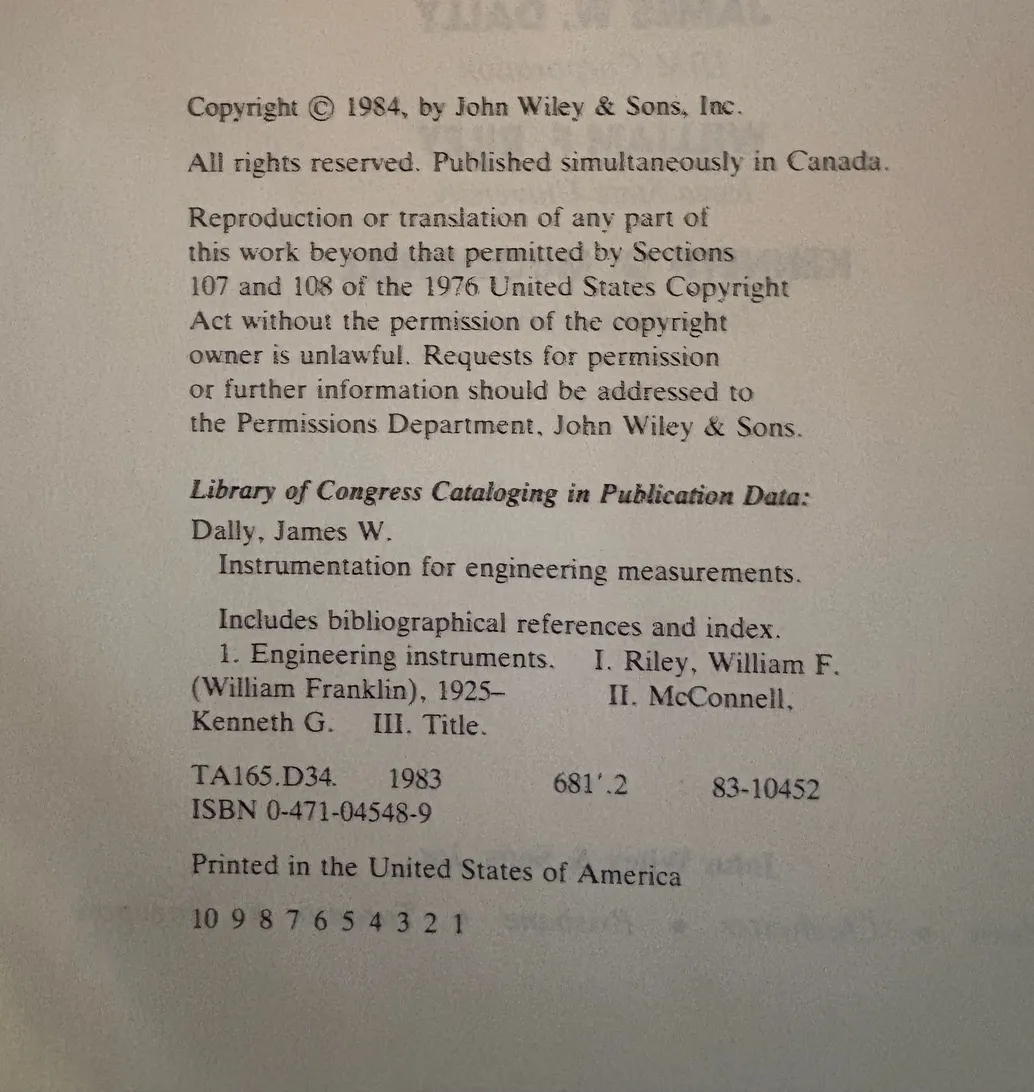 Copyright © 1984, by John Wiley & Sons, Inc.
All rights reserved. Published simultaneously in Canada.
Reproduction or translation of any part of
this work beyond that permitted by Sections
107 and 108 of the 1976 United States Copyright
Act without the permission of the copyright
owner is unlawful. Requests for permission
or further information should be addressed to
the Permissions Department, John Wiley & Sons.
Library of Congress Cataloging in Publication Data:
Dally, James W.
Instrumentation for engineering measurements.
Includes bibliographical references and index.
1. Engineering instruments. I. Riley, William F.
(William Franklin), 1925– II. McConnell,
Kenneth G. III. Title.
TA165.D34. 1983 681′.2 83-10452
ISBN 0-471-04548-9
Printed in the United States of America
10 9 8 7 6 5 4 3 2 1